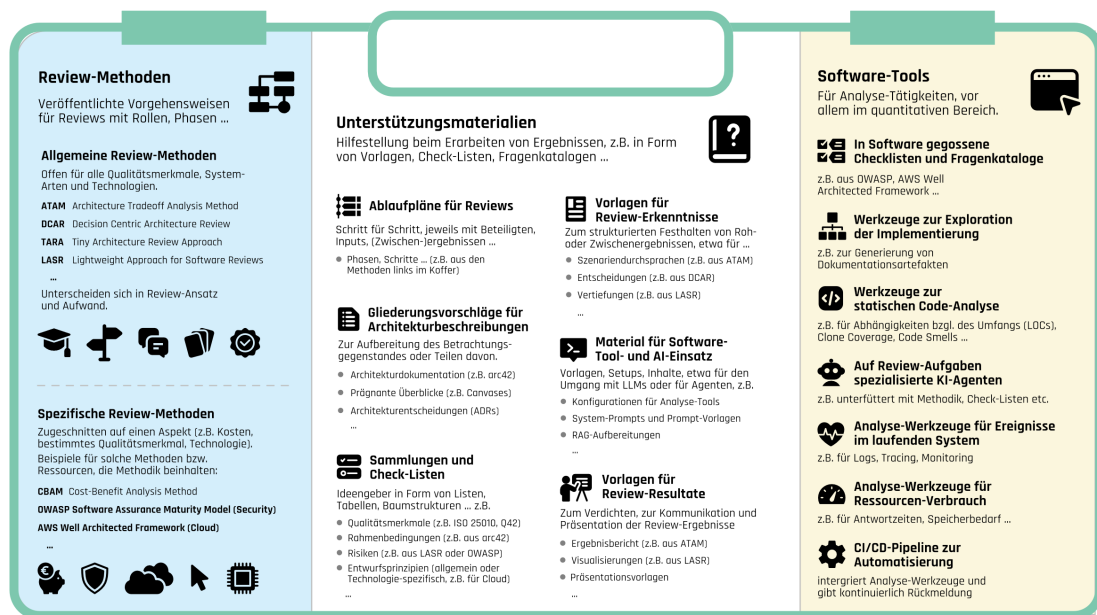 Review-Methoden
Veröffentlichte Vorgehensweisen
für Reviews mit Rollen, Phasen ...
Allgemeine Review-Methoden
Offen für alle Qualitätsmerkmale, System-
Arten und Technologien.
ATAM Architecture Tradeoff Analysis Method
DCAR Decision Centric Architecture Review
TARA Tiny Architecture Review Approach
LASR Lightweight Approach for Software Reviews
...
Unterscheiden sich in Review-Ansatz
und Aufwand.
Spezifische Review-Methoden
Zugeschnitten auf einen Aspekt (z.B. Kosten,
bestimmtes Qualitätsmerkmal, Technologie).
Beispiele für solche Methoden bzw.
Ressourcen, die Methodik beinhalten:
CBAM Cost-Benefit Analysis Method
OWASP Software Assurance Maturity Model (Security)
AWS Well Architected Framework (Cloud)
...
€
Unterstützungsmaterialien
Hilfestellung beim Erarbeiten von Ergebnissen, z.B. in Form
von Vorlagen, Check-Listen, Fragenkatalogen ...
?
Ablaufpläne für Reviews
Schritt für Schritt, jeweils mit Beteiligten,
Inputs, (Zwischen-)ergebnissen ...
• Phasen, Schritte ... (z.B. aus den
Methoden links im Koffer)
Gliederungsvorschläge für
Architekturbeschreibungen
Zur Aufbereitung des Betrachtungs-
gegenstandes oder Teilen davon.
• Architekturdokumentation (z.B. arc42)
• Prägnante Überblicke (z.B. Canvases)
• Architekturentscheidungen (ADRs)
...
Sammlungen und
Check-Listen
Ideengeber in Form von Listen,
Tabellen, Baumstrukturen ... z.B.
• Qualitätsmerkmale (z.B. ISO 25010, Q42)
• Rahmenbedingungen (z.B. aus arc42)
• Risiken (z.B. aus LASR oder OWASP)
• Entwurfsprinzipien (allgemein oder
Technologie-spezifisch, z.B. für Cloud)
...
Vorlagen für
Review-Erkenntnisse
Zum strukturierten Festhalten von Roh-
oder Zwischenergebnissen, etwa für ...
• Szenariendurchsprachen (z.B. aus ATAM)
• Entscheidungen (z.B. aus DCAR)
• Vertiefungen (z.B. aus LASR)
...
Material für Software-
Tool- und AI-Einsatz
Vorlagen, Setups, Inhalte, etwa für den
Umgang mit LLMs oder für Agenten, z.B.
• Konfigurationen für Analyse-Tools
• System-Prompts und Prompt-Vorlagen
• RAG-Aufbereitungen
...
Vorlagen für
Review-Resultate
Zum Verdichten, zur Kommunikation und
Präsentation der Review-Ergebnisse
• Ergebnisbericht (z.B. aus ATAM)
• Visualisierungen (z.B. aus LASR)
• Präsentationsvorlagen
...
Software-Tools
Für Analyse-Tätigkeiten, vor
allem im quantitativen Bereich.
In Software gegossene
Checklisten und Fragenkataloge
z.B. aus OWASP, AWS Well
Architected Framework ...
Werkzeuge zur Exploration
der Implementierung
z.B. zur Generierung von
Dokumentationsartefakten
Werkzeuge zur
statischen Code-Analyse
z.B. für Abhängigkeiten bzgl. des Umfangs (LOCs),
Clone Coverage, Code Smells ...
Auf Review-Aufgaben
spezialisierte KI-Agenten
z.B. unterfüttert mit Methodik, Check-Listen etc.
Analyse-Werkzeuge für Ereignisse
im laufenden System
z.B. für Logs, Tracing, Monitoring
Analyse-Werkzeuge für
Ressourcen-Verbrauch
z.B. für Antwortzeiten, Speicherbedarf ...
CI/CD-Pipeline zur
Automatisierung
intergriert Analyse-Werkzeuge und
gibt kontinuierlich Rückmeldung